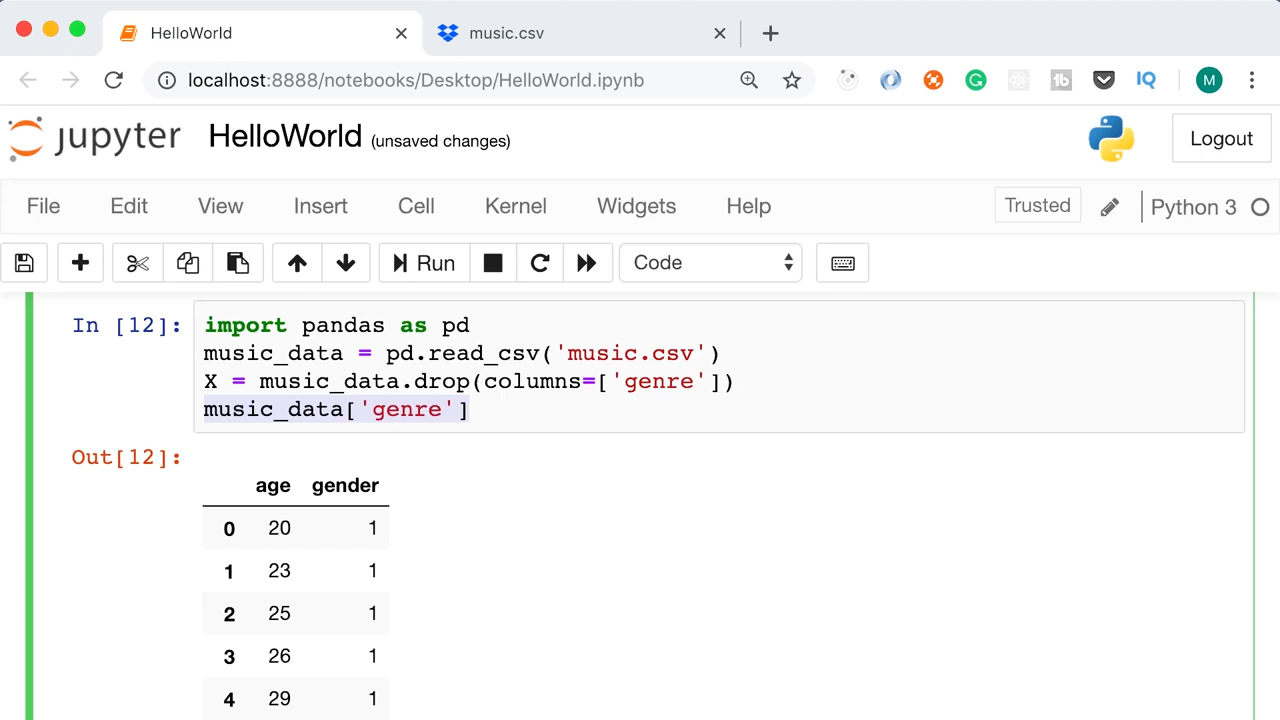 HelloWorld
music.csv
localhost:8888/notebooks/Desktop/HelloWorld.ipynb
IQ
M
jupyter HelloWorld (unsaved changes)
Logout
File Edit View Insert Cell Kernel Widgets Help Trusted Python 3
Run Code
In [12]: import pandas as pd
music_data = pd.read_csv('music.csv')
X = music_data.drop(columns=['genre'])
music_data['genre']
Out[12]:
age gender
0 20 1
1 23 1
2 25 1
3 26 1
4 29 1